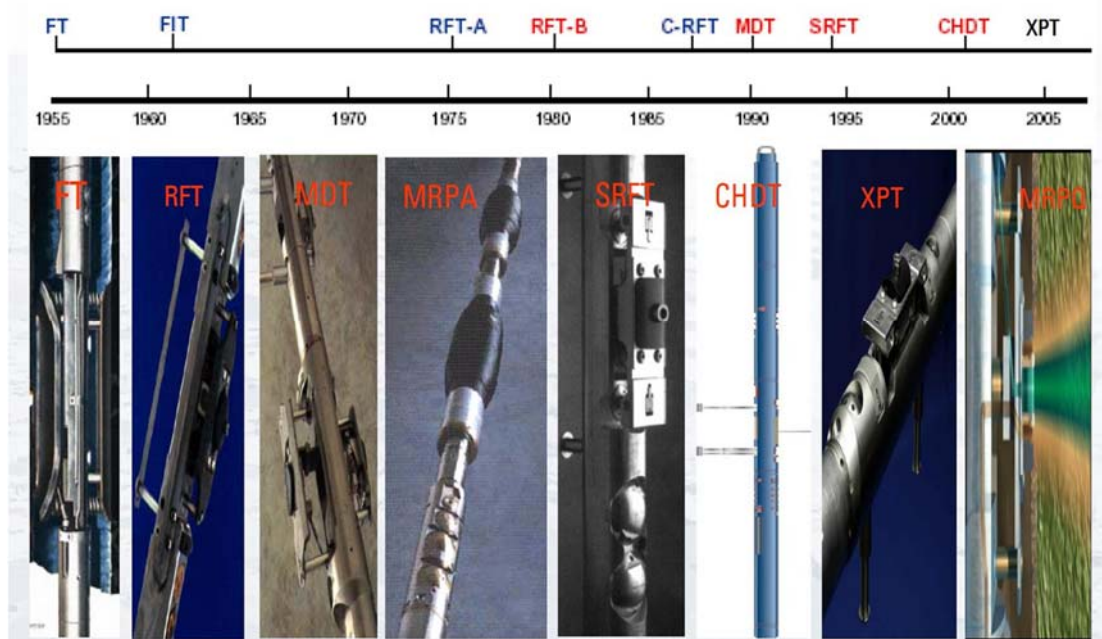 FT FIT RFT-A RFT-B C-RFT MDT SRFT CHDT XPT
1955 1960 1965 1970 1975 1980 1985 1990 1995 2000 2005
FT RFT MDT MRPA SRFT CHDT XPT MRPQ